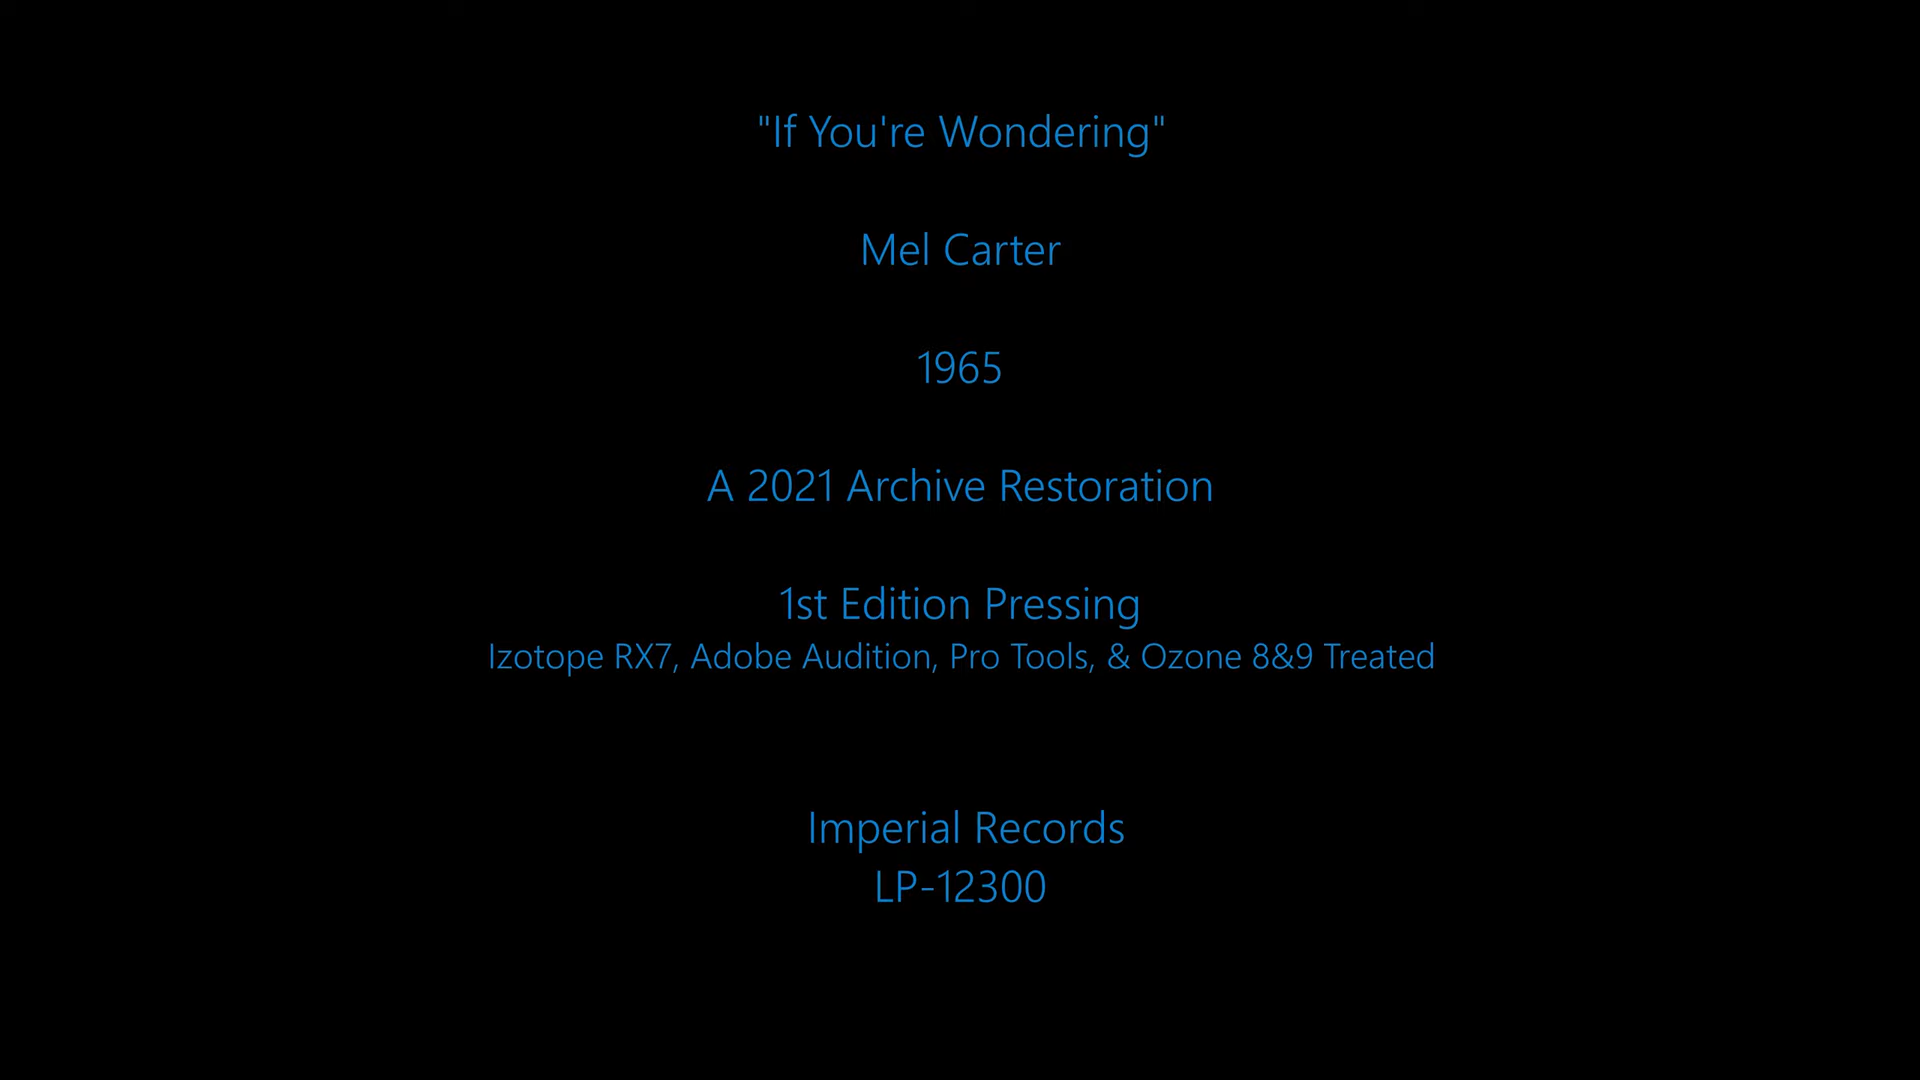 "If You're Wondering"
Mel Carter
1965
A 2021 Archive Restoration
1st Edition Pressing
Izotope RX7, Adobe Audition, Pro Tools, & Ozone 8&9 Treated
Imperial Records
LP-12300